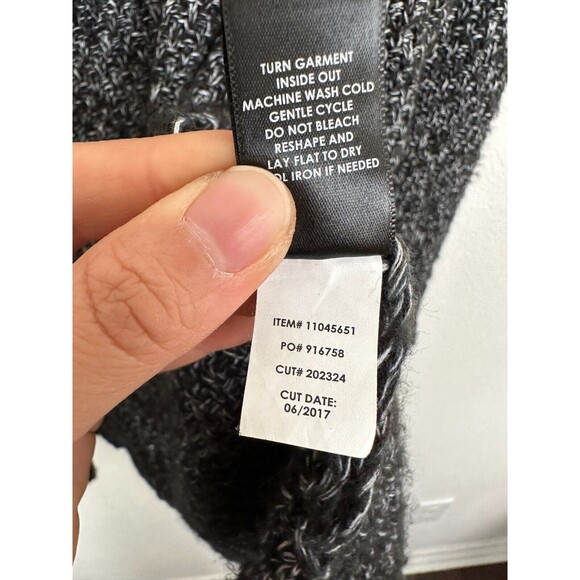 TURN GARMENT
INSIDE OUT
MACHINE WASH COLD
GENTLE CYCLE
DO NOT BLEACH
RESHAPE AND
LAY FLAT TO DRY
OL IRON IF NEEDED
ITEM# 11045651
PO# 916758
CUT# 202324
CUT DATE:
06/2017